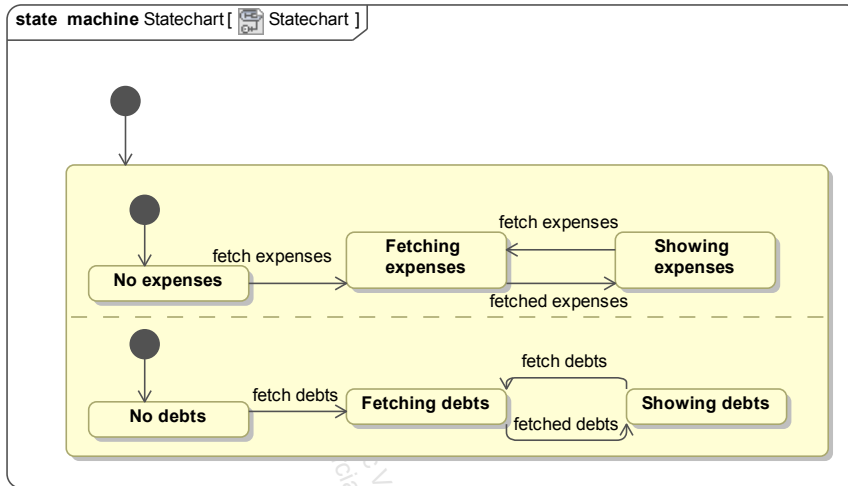 state machine Statechart [ Statechart ]
fetch expenses
Fetching
expenses
Showing
expenses
fetch expenses
No expenses
fetched expenses
fetch debts
fetch debts
No debts
Fetching debts
Showing debts
fetched debts